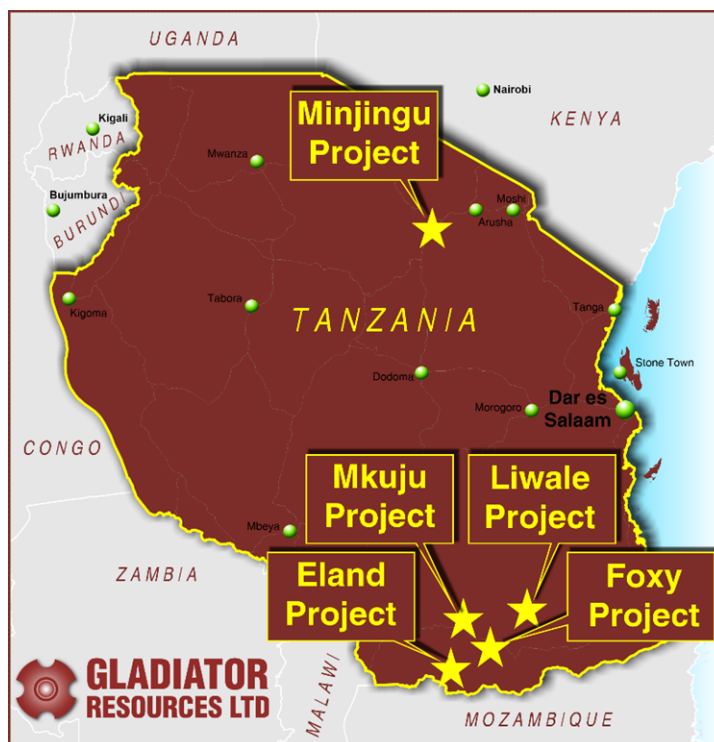 UGANDA
Nairobi
KENYA
Minjingu
Project
Kigali
RWANDA
Mwanza
Bujumbura
BURUNDI
Moshi
Arusha
Kigoma
Tabora
TANZANIA
Tanga
Stone Town
Dodoma
Morogoro
Dar es
Salaam
CONGO
Mkuju
Project
Liwale
Project
Mbeya
ZAMBIA
Eland
Project
Foxy
Project
GLADIATOR
RESOURCES LTD
MALAWI
MOZAMBIQUE